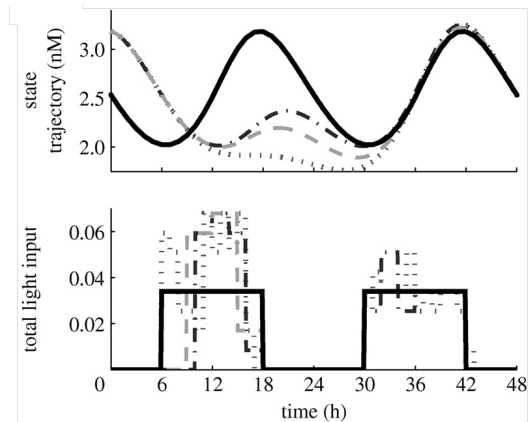 state
trajectory (nM)
3.0
2.5
2.0
total light input
0.06
0.04
0.02
0 6 12 18 24 30 36 42 48
time (h)